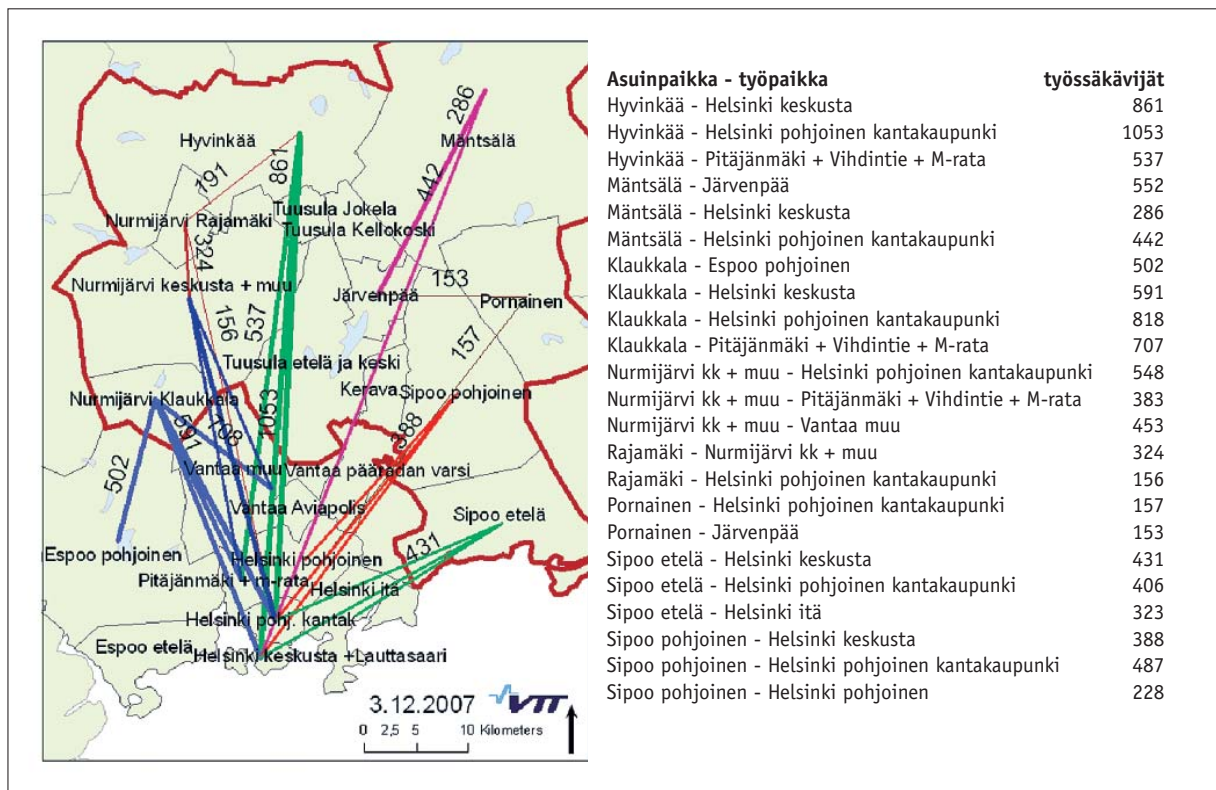 286
Hyvinkää
Mäntsälä
861
191
442
Tuusula Jokela
Nurmijärvi Rajamäki
Tuusula Kellokoski
324
Nurmijärvi keskusta + muu
153
Järvenpää
Pornainen
156
537
157
Tuusula etelä ja keski
Kerava
Sipoo pohjoinen
Nurmijärvi Klaukkala
1053
591
388
502
Vantaa muu
Vantaa pääradan varsi
Vantaa Aviapolis
Sipoo etelä
431
Espoo pohjoinen
Helsinki pohjoinen
Pitäjänmäki + m-rata
Helsinki itä
Helsinki pohj. kantak
Espoo etelä
Helsinki keskusta +Lauttasaari
3.12.2007
VTT
0 2,5 5 10 Kilometers
Asuinpaikka - työpaikka työssäkävijät
Hyvinkää - Helsinki keskusta 861
Hyvinkää - Helsinki pohjoinen kantakaupunki 1053
Hyvinkää - Pitäjänmäki + Vihdintie + M-rata 537
Mäntsälä - Järvenpää 552
Mäntsälä - Helsinki keskusta 286
Mäntsälä - Helsinki pohjoinen kantakaupunki 442
Klaukkala - Espoo pohjoinen 502
Klaukkala - Helsinki keskusta 591
Klaukkala - Helsinki pohjoinen kantakaupunki 818
Klaukkala - Pitäjänmäki + Vihdintie + M-rata 707
Nurmijärvi kk + muu - Helsinki pohjoinen kantakaupunki 548
Nurmijärvi kk + muu - Pitäjänmäki + Vihdintie + M-rata 383
Nurmijärvi kk + muu - Vantaa muu 453
Rajamäki - Nurmijärvi kk + muu 324
Rajamäki - Helsinki pohjoinen kantakaupunki 156
Pornainen - Helsinki pohjoinen kantakaupunki 157
Pornainen - Järvenpää 153
Sipoo etelä - Helsinki keskusta 431
Sipoo etelä - Helsinki pohjoinen kantakaupunki 406
Sipoo etelä - Helsinki itä 323
Sipoo pohjoinen - Helsinki keskusta 388
Sipoo pohjoinen - Helsinki pohjoinen kantakaupunki 487
Sipoo pohjoinen - Helsinki pohjoinen 228